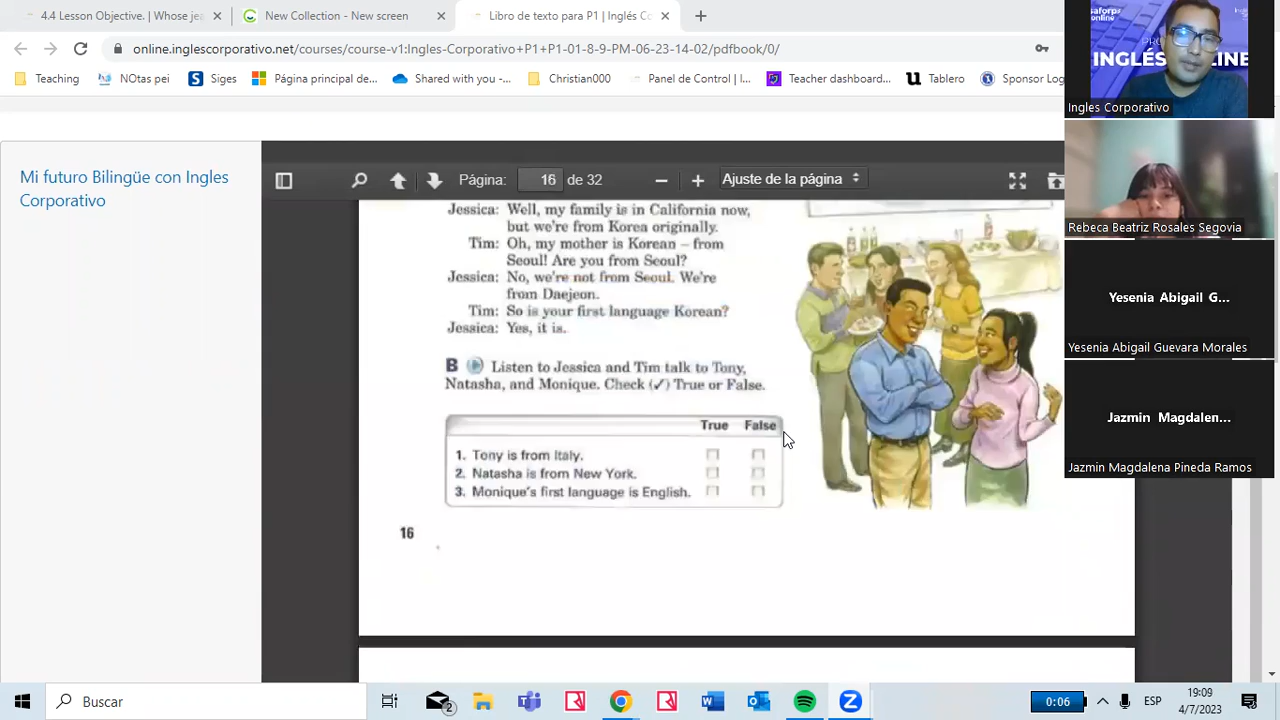 4.4 Lesson Objective. | Whose je
New Collection - New screen
Libro de texto para P1 | Inglés Co
online.inglescorporativo.net/courses/course-v1:Ingles-Corporativo+P1+P1-01-8-9-PM-06-23-14-02/pdfbook/0/
Teaching
NOtas pei
Siges
Página principal de...
Shared with you -...
Christian000
Panel de Control | I...
Teacher dashboard...
Tablero
Sponsor Log
Mi futuro Bilingüe con Ingles
Corporativo
Página: 16 de 32
Ajuste de la página
Jessica: Well, my family is in California now,
but we're from Korea originally.
Tim: Oh, my mother is Korean – from
Seoul! Are you from Seoul?
Jessica: No, we're not from Seoul. We're
from Daejeon.
Tim: So is your first language Korean?
Jessica: Yes, it is.
B Listen to Jessica and Tim talk to Tony,
Natasha, and Monique. Check (✓) True or False.
True False
1. Tony is from Italy.
2. Natasha is from New York.
3. Monique's first language is English.
16
INGLÉS
Ingles Corporativo
Rebeca Beatriz Rosales Segovia
Yesenia Abigail G...
Yesenia Abigail Guevara Morales
Jazmin Magdalen...
Jazmin Magdalena Pineda Ramos
Buscar
2
0:06
ESP
19:09
4/7/2023